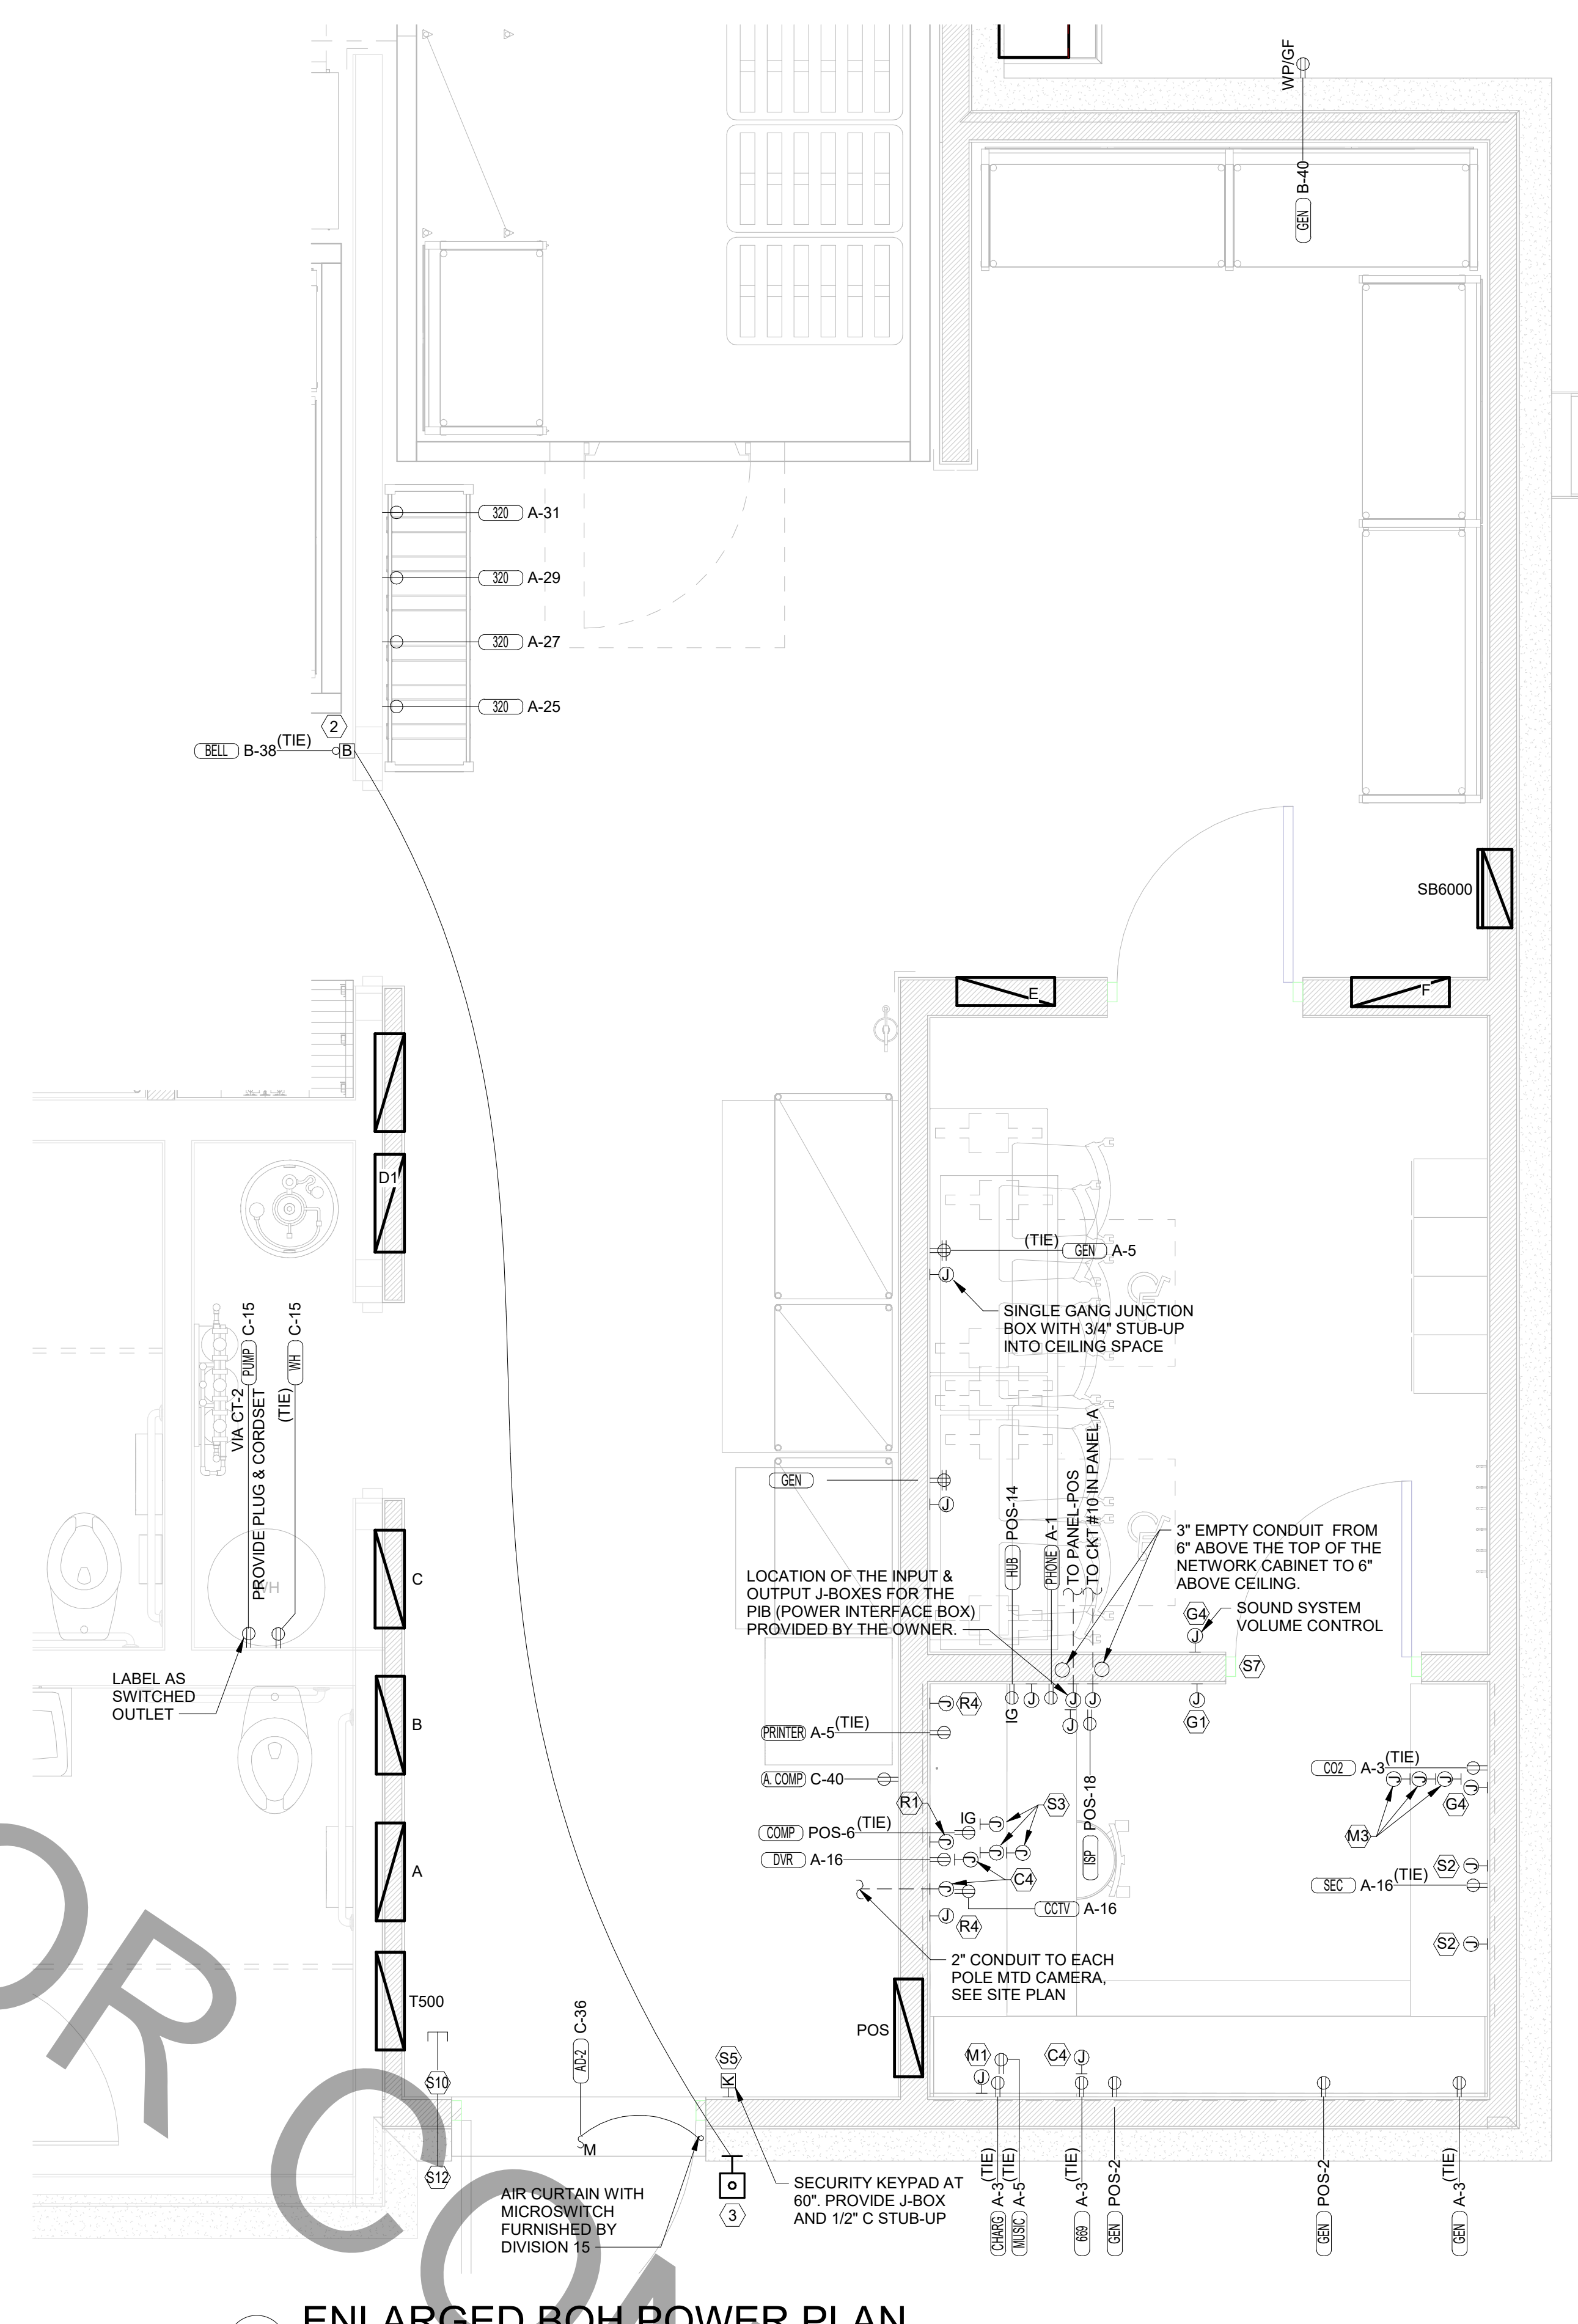 WP/GF
GEN B-40
320 A-31
320 A-29
320 A-27
320 A-25
2
BELL B-38 (TIE) B
SB6000
E
F
D1
(TIE) GEN A-5
J
SINGLE GANG JUNCTION
BOX WITH 3/4" STUB-UP
INTO CEILING SPACE
VIA CT-2 PUMP C-15
PROVIDE PLUG & CORDSET
(TIE) WH C-15
WH
GEN
J
HUB POS-14
PHONE A-1
TO PANEL-POS
TO CKT #10 IN PANEL A
3" EMPTY CONDUIT FROM
6" ABOVE THE TOP OF THE
NETWORK CABINET TO 6"
ABOVE CEILING.
LOCATION OF THE INPUT &
OUTPUT J-BOXES FOR THE
PIB (POWER INTERFACE BOX)
PROVIDED BY THE OWNER.
G4
J
SOUND SYSTEM
VOLUME CONTROL
S7
C
LABEL AS
SWITCHED
OUTLET
B
A
T500
J R4
IG
J
J
J
J
J
G1
PRINTER A-5 (TIE)
A. COMP C-40
R1
J
IG J
S3
J
J
COMP POS-6 (TIE)
DVR A-16
J
C4
J
CCTV A-16
J
R4
ISP POS-18
CO2 A-3 (TIE)
J
J
J
J
G4
M3
S2 J
SEC A-16 (TIE)
S2 J
2" CONDUIT TO EACH
POLE MTD CAMERA,
SEE SITE PLAN
POS
AD-2 C-36
S10
S12
M
S5
K
M1
J
C4
J
AIR CURTAIN WITH
MICROSWITCH
FURNISHED BY
DIVISION 15
3
SECURITY KEYPAD AT
60". PROVIDE J-BOX
AND 1/2" C STUB-UP
CHARG A-3 (TIE)
MUSIC A-5 (TIE)
669 A-3 (TIE)
GEN POS-2
GEN POS-2
GEN A-3 (TIE)
ENLARGED BOH POWER PLAN